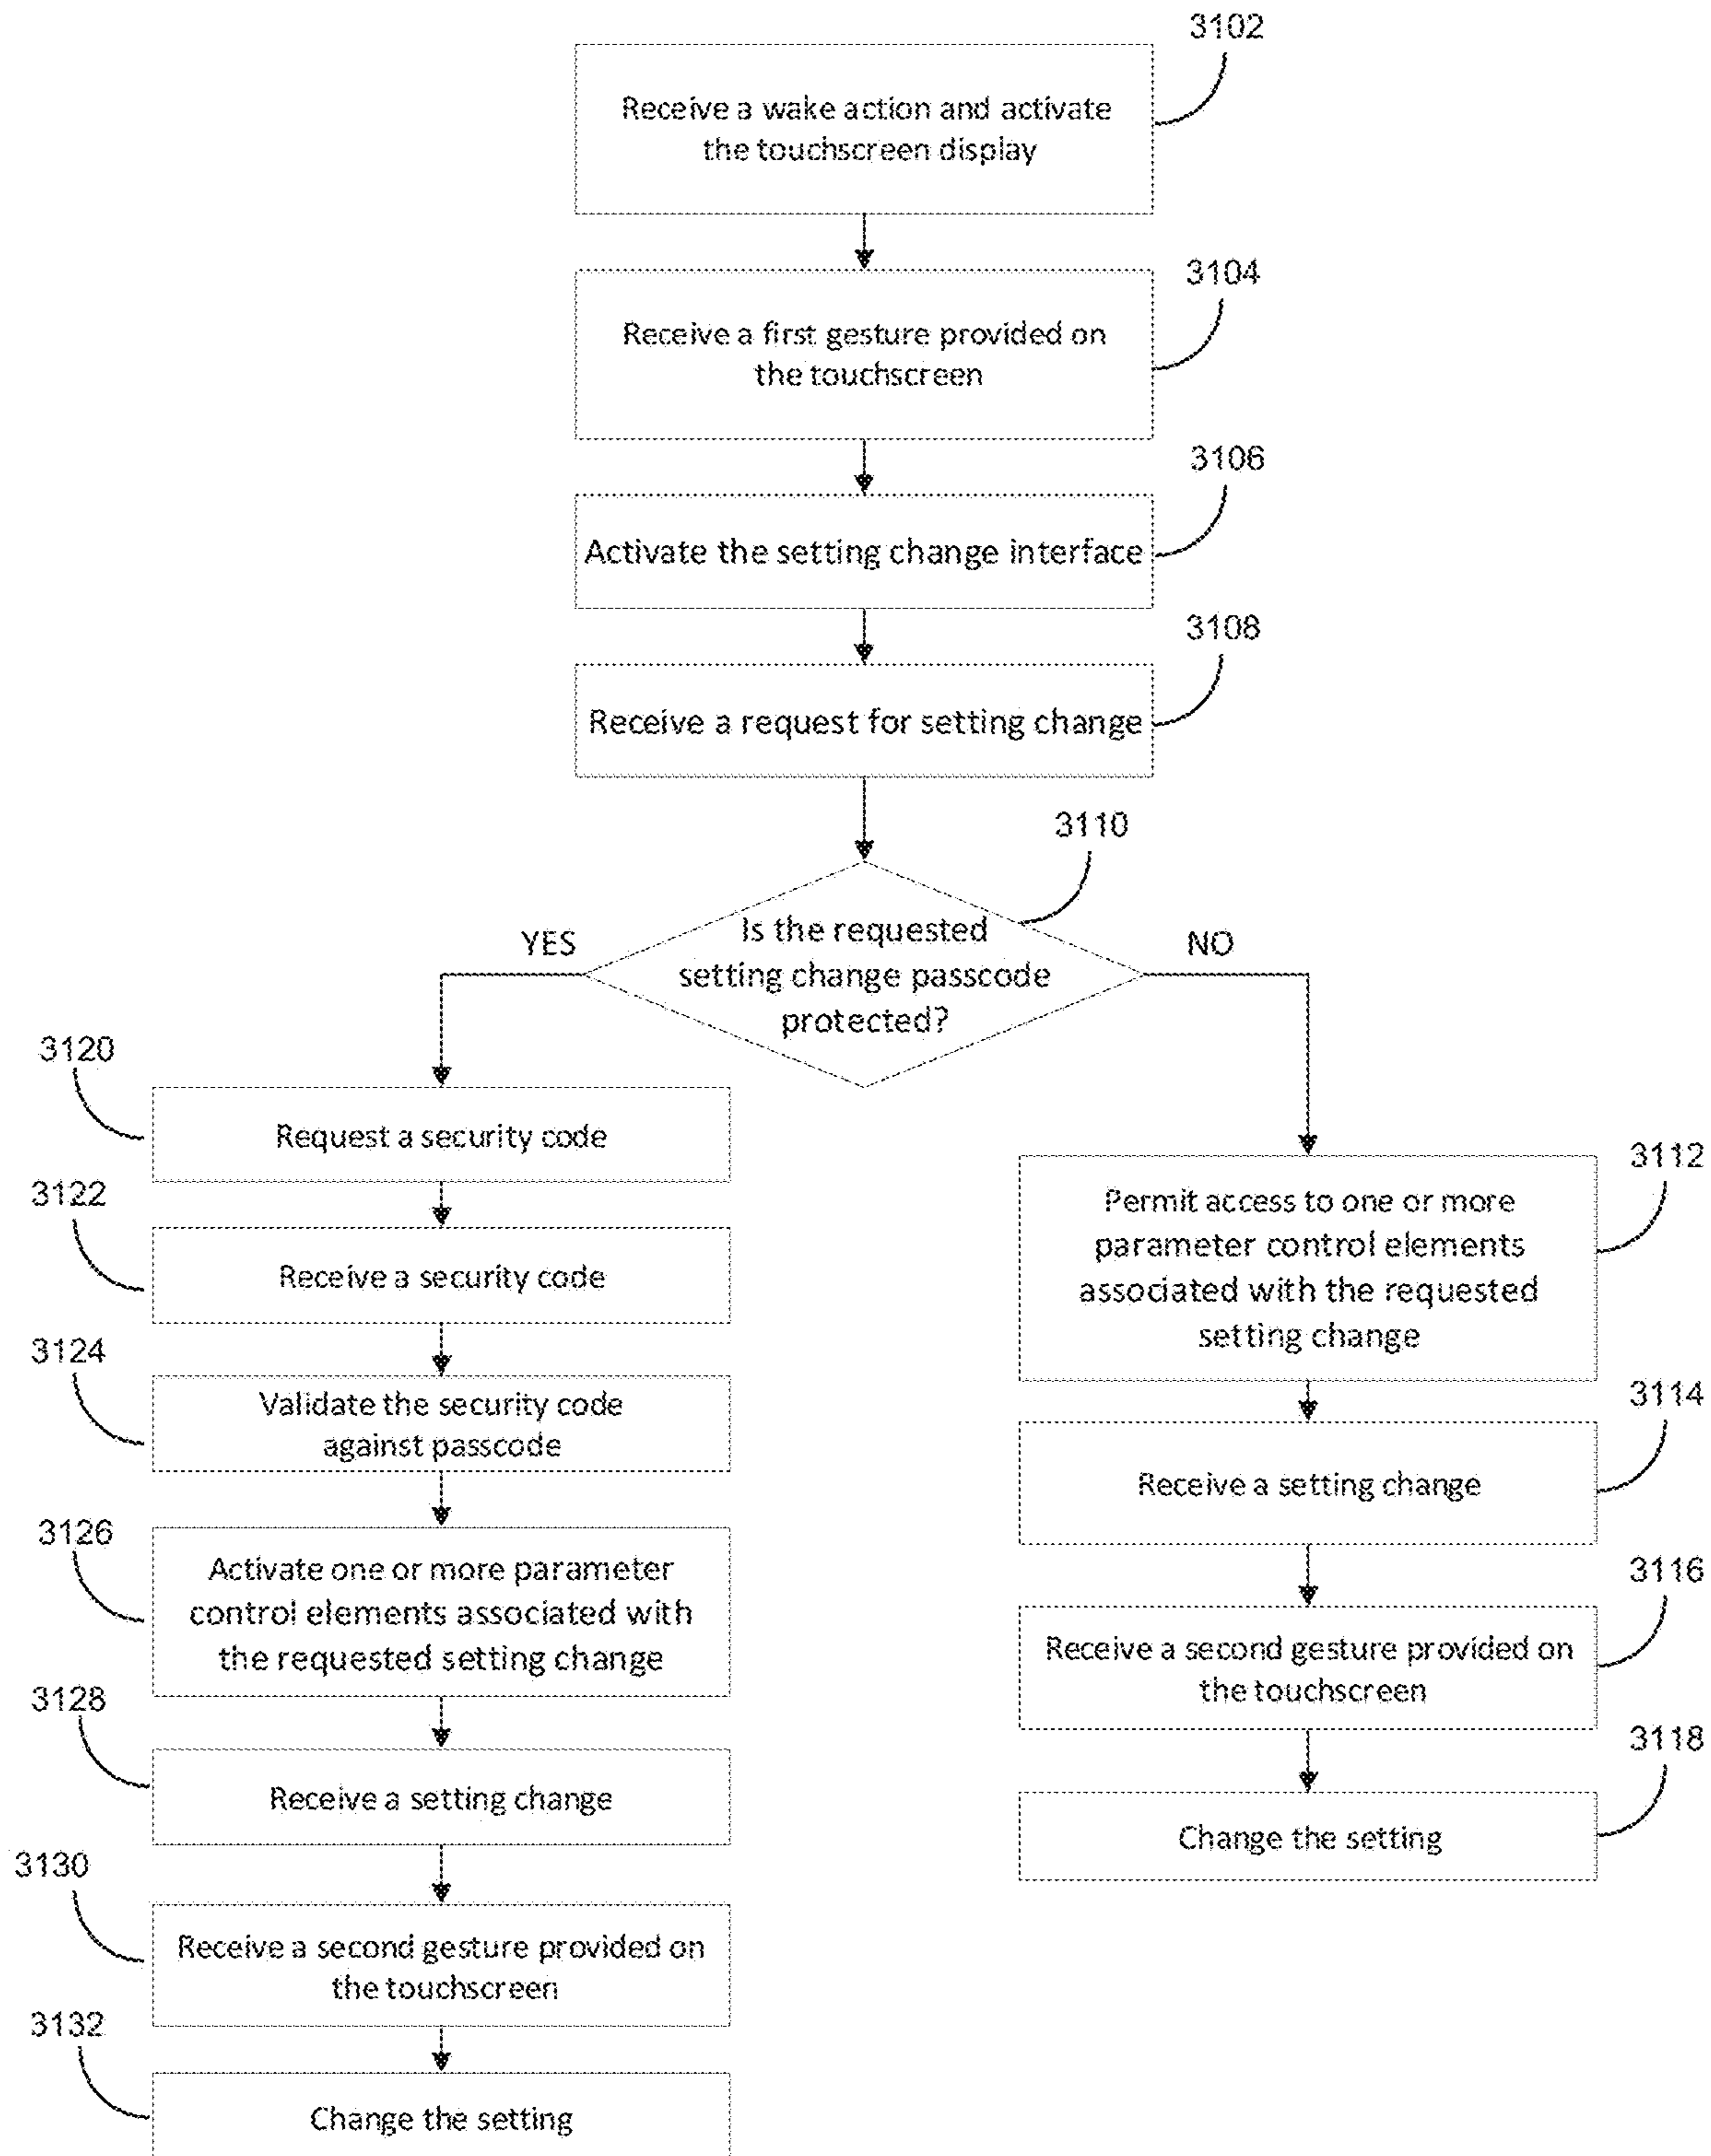 3102
Receive a wake action and activate
the touchscreen display
3104
Receive a first gesture provided on
the touchscreen
3106
Activate the setting change interface
3108
Receive a request for setting change
3110
Is the requested
setting change passcode
protected?
YES
NO
3120
Request a security code
3122
Receive a security code
3124
Validate the security code
against passcode
3126
Activate one or more parameter
control elements associated with
the requested setting change
3128
Receive a setting change
3130
Receive a second gesture provided on
the touchscreen
3132
Change the setting
3112
Permit access to one or more
parameter control elements
associated with the requested
setting change
3114
Receive a setting change
3116
Receive a second gesture provided on
the touchscreen
3118
Change the setting